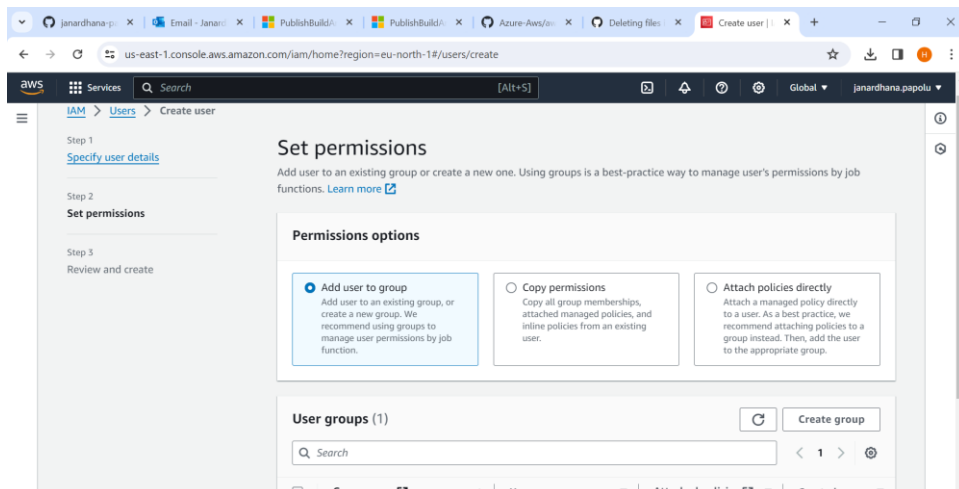 janardhana-pa
Email - Janard
PublishBuildA
PublishBuildA
Azure-Aws/aw
Deleting files
Create user |
us-east-1.console.aws.amazon.com/iam/home?region=eu-north-1#/users/create
H
aws
Services
Search
[Alt+S]
Global
janardhana.papolu
IAM > Users > Create user
Step 1
Specify user details
Step 2
Set permissions
Step 3
Review and create
Set permissions
Add user to an existing group or create a new one. Using groups is a best-practice way to manage user's permissions by job
functions. Learn more
Permissions options
Add user to group
Add user to an existing group, or
create a new group. We
recommend using groups to
manage user permissions by job
function.
Copy permissions
Copy all group memberships,
attached managed policies, and
inline policies from an existing
user.
Attach policies directly
Attach a managed policy directly
to a user. As a best practice, we
recommend attaching policies to a
group instead. Then, add the user
to the appropriate group.
User groups (1)
Create group
Search
1